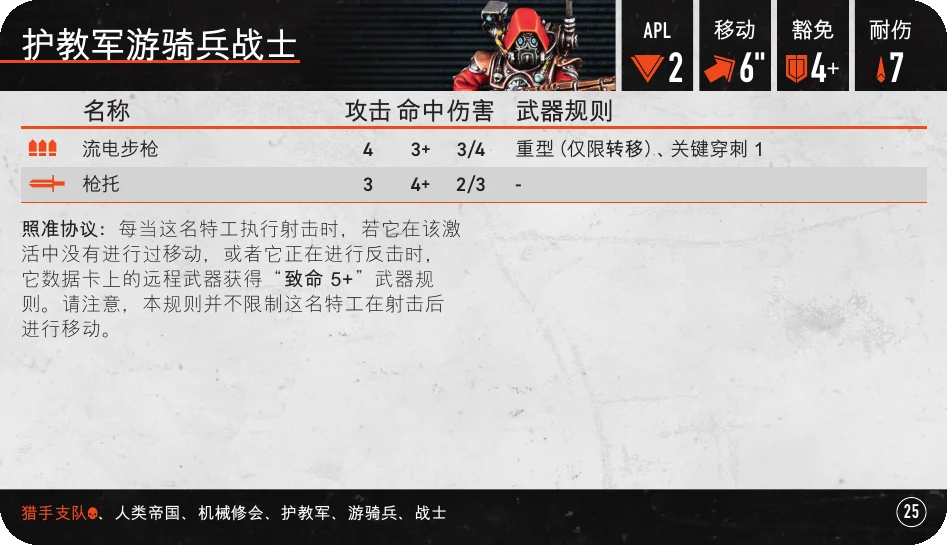 护教军游骑兵战士
APL 移动 豁免 耐伤
2 6" 4+ 7
名称 攻击 命中 伤害 武器规则
流电步枪 4 3+ 3/4 重型 (仅限转移)、关键穿刺 1
枪托 3 4+ 2/3 -
照准协议：每当这名特工执行射击时，若它在该激
活中没有进行过移动，或者它正在进行反击时，
它数据卡上的远程武器获得“致命 5+”武器规
则。请注意，本规则并不限制这名特工在射击后
进行移动。
猎手支队、人类帝国、机械修会、护教军、游骑兵、战士
25